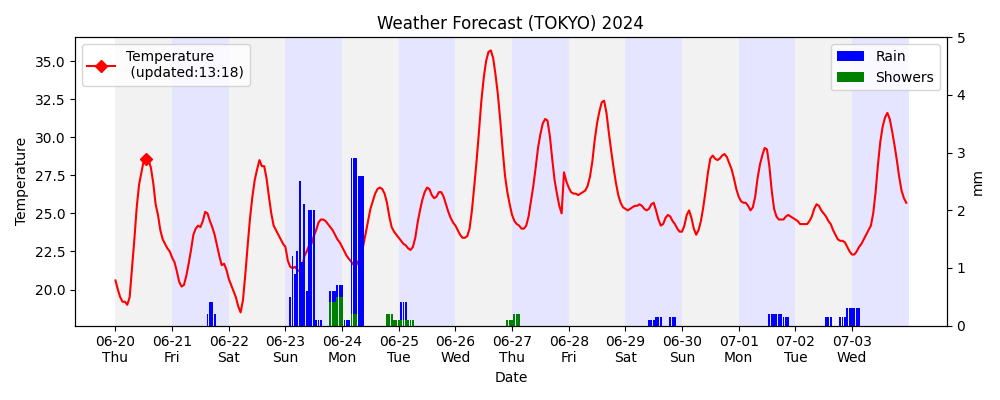 Weather Forecast (TOKYO) 2024
Temperature
(updated:13:18)
Rain
Showers
35.0
32.5
30.0
27.5
25.0
22.5
20.0
Temperature
5
4
3
2
1
0
mm
06-20 06-21 06-22 06-23 06-24 06-25 06-26 06-27 06-28 06-29 06-30 07-01 07-02 07-03
Thu Fri Sat Sun Mon Tue Wed Thu Fri Sat Sun Mon Tue Wed
Date